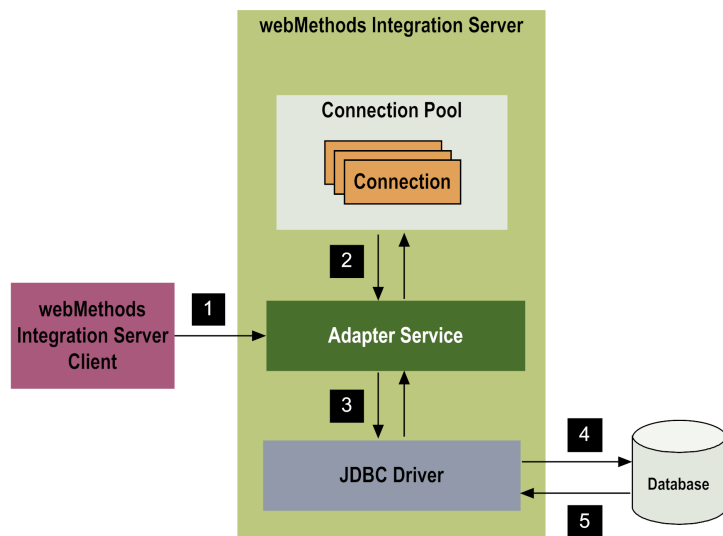 webMethods Integration Server
Connection Pool
Connection
2
webMethods
Integration Server
Client
1
Adapter Service
3
JDBC Driver
4
Database
5